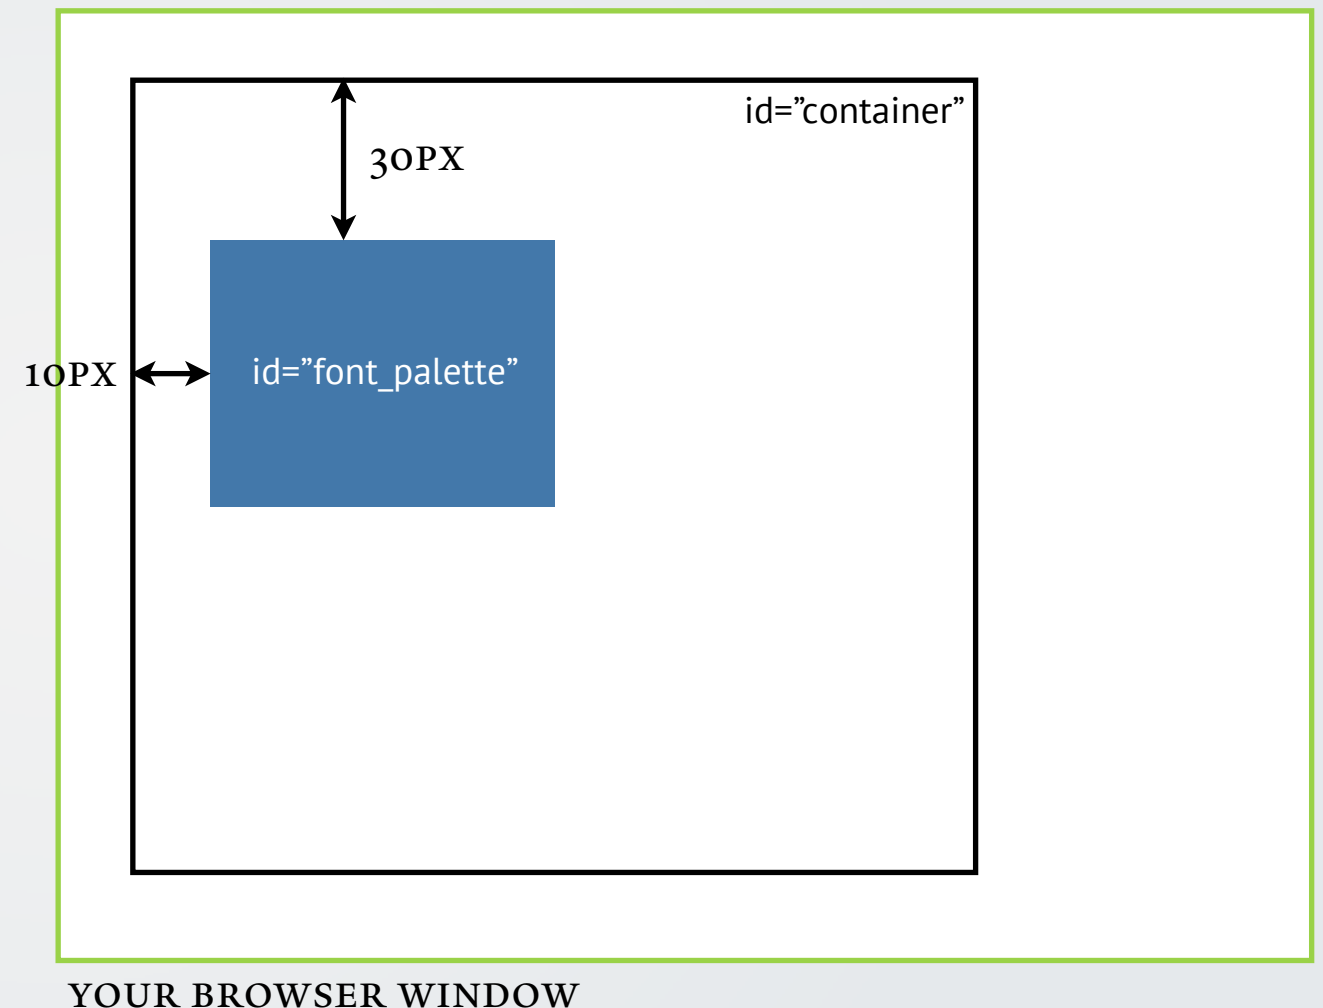 id=”container”
30PX
10PX
id=”font_palette”
YOUR BROWSER WINDOW